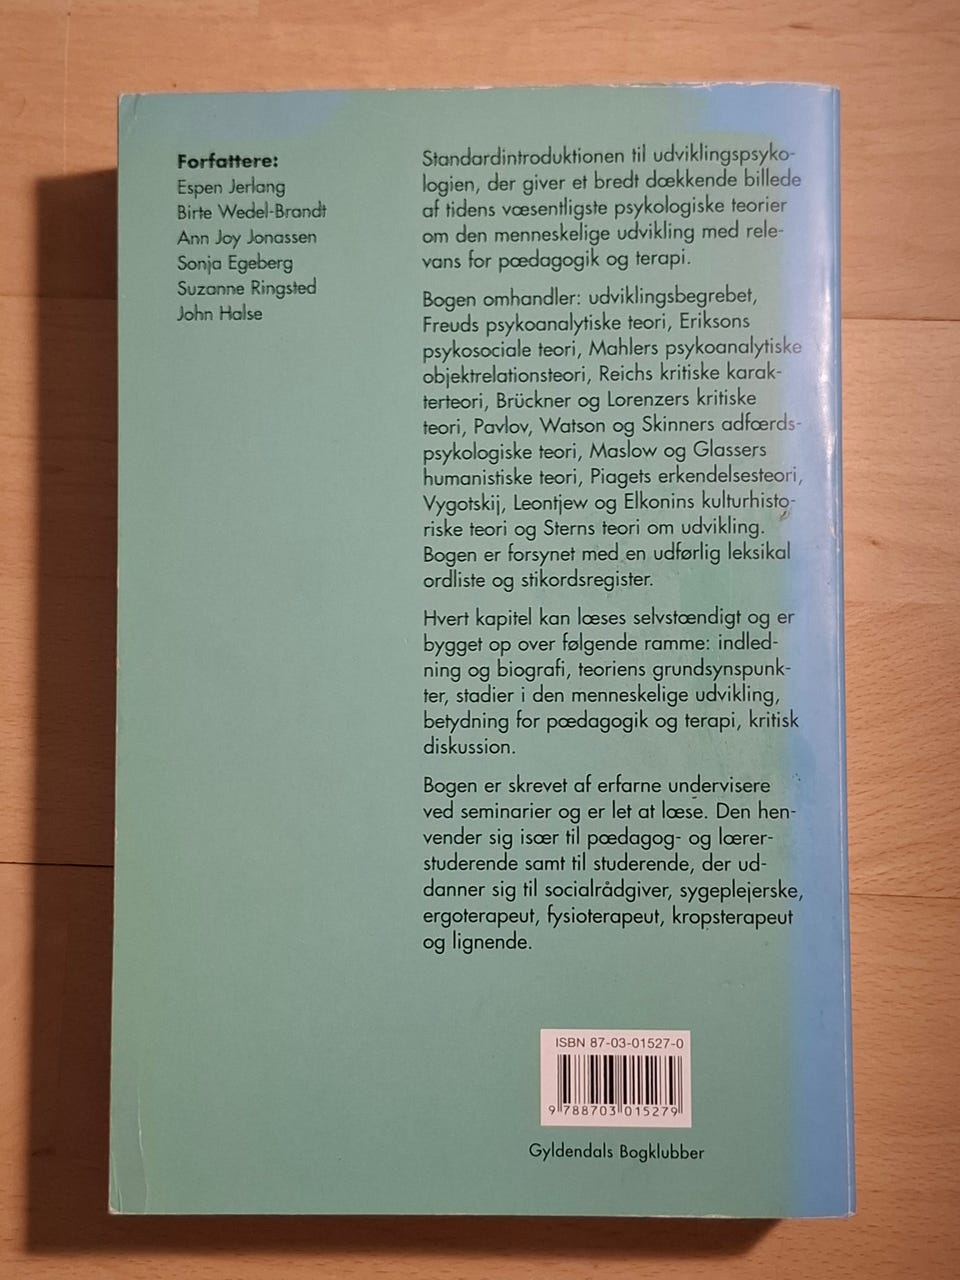 Forfattere:
Espen Jerlang
Birte Wedel-Brandt
Ann Joy Jonassen
Sonja Egeberg
Suzanne Ringsted
John Halse
Standardintroduktionen til udviklingspsyko-
logien, der giver et bredt dækkende billede
af tidens væsentligste psykologiske teorier
om den menneskelige udvikling med rele-
vans for pædagogik og terapi.
Bogen omhandler: udviklingsbegrebet,
Freuds psykoanalytiske teori, Eriksons
psykosociale teori, Mahlers psykoanalytiske
objektrelationsteori, Reichs kritiske karak-
terteori, Brückner og Lorenzers kritiske
teori, Pavlov, Watson og Skinners adfærds-
psykologiske teori, Maslow og Glassers
humanistiske teori, Piagets erkendelsesteori,
Vygotskij, Leontjew og Elkonins kulturhisto-
riske teori og Sterns teori om udvikling.
Bogen er forsynet med en udførlig leksikal
ordliste og stikordsregister.
Hvert kapitel kan læses selvstændigt og er
bygget op over følgende ramme: indled-
ning og biografi, teoriens grundsynspunk-
ter, stadier i den menneskelige udvikling,
betydning for pædagogik og terapi, kritisk
diskussion.
Bogen er skrevet af erfarne undervisere
ved seminarier og er let at læse. Den hen-
vender sig især til pædagog- og lærer-
studerende samt til studerende, der ud-
danner sig til socialrådgiver, sygeplejerske,
ergoterapeut, fysioterapeut, kropsterapeut
og lignende.
ISBN 87-03-01527-0
9 788703 015279
Gyldendals Bogklubber